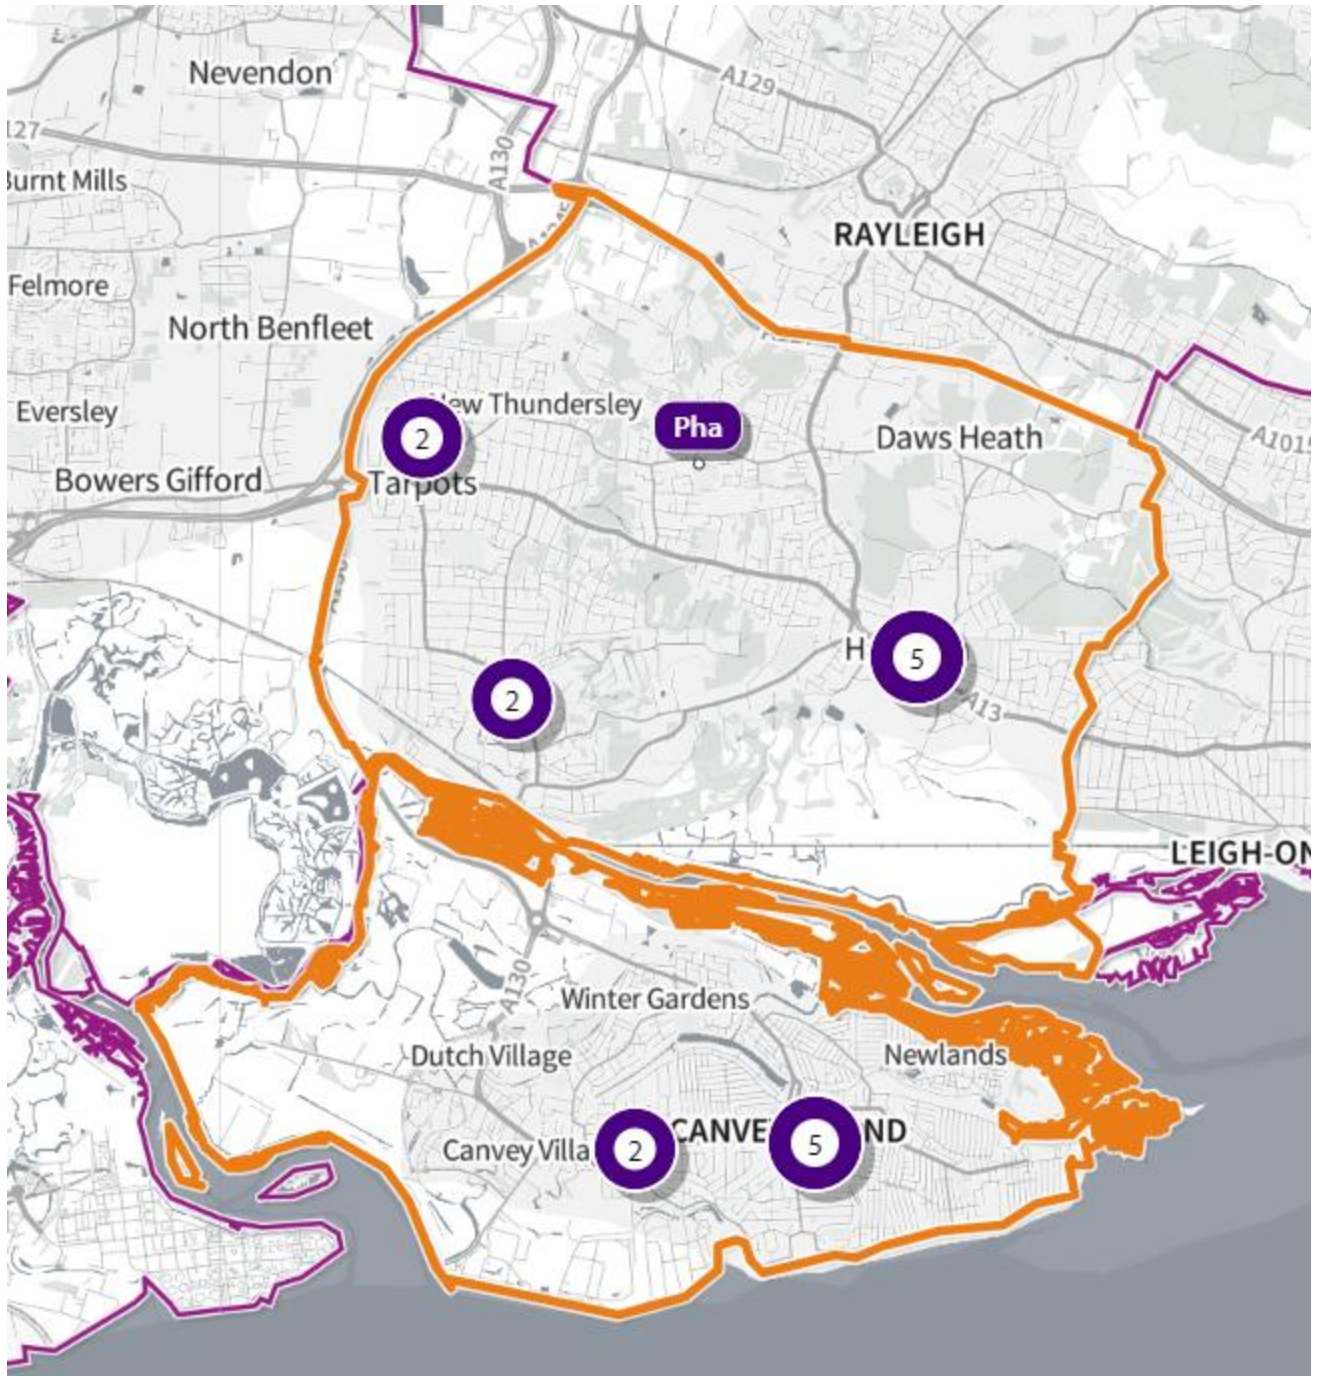 Nevendon
A129
A130
127
Burnt Mills
RAYLEIGH
Felmore
North Benfleet
Eversley
New Thundersley
Pha
Daws Heath
A1015
2
Bowers Gifford
Tarpots
H
5
2
A13
LEIGH-ON
A130
Winter Gardens
Dutch Village
Newlands
Canvey Villa
2
CANVE
5
ND